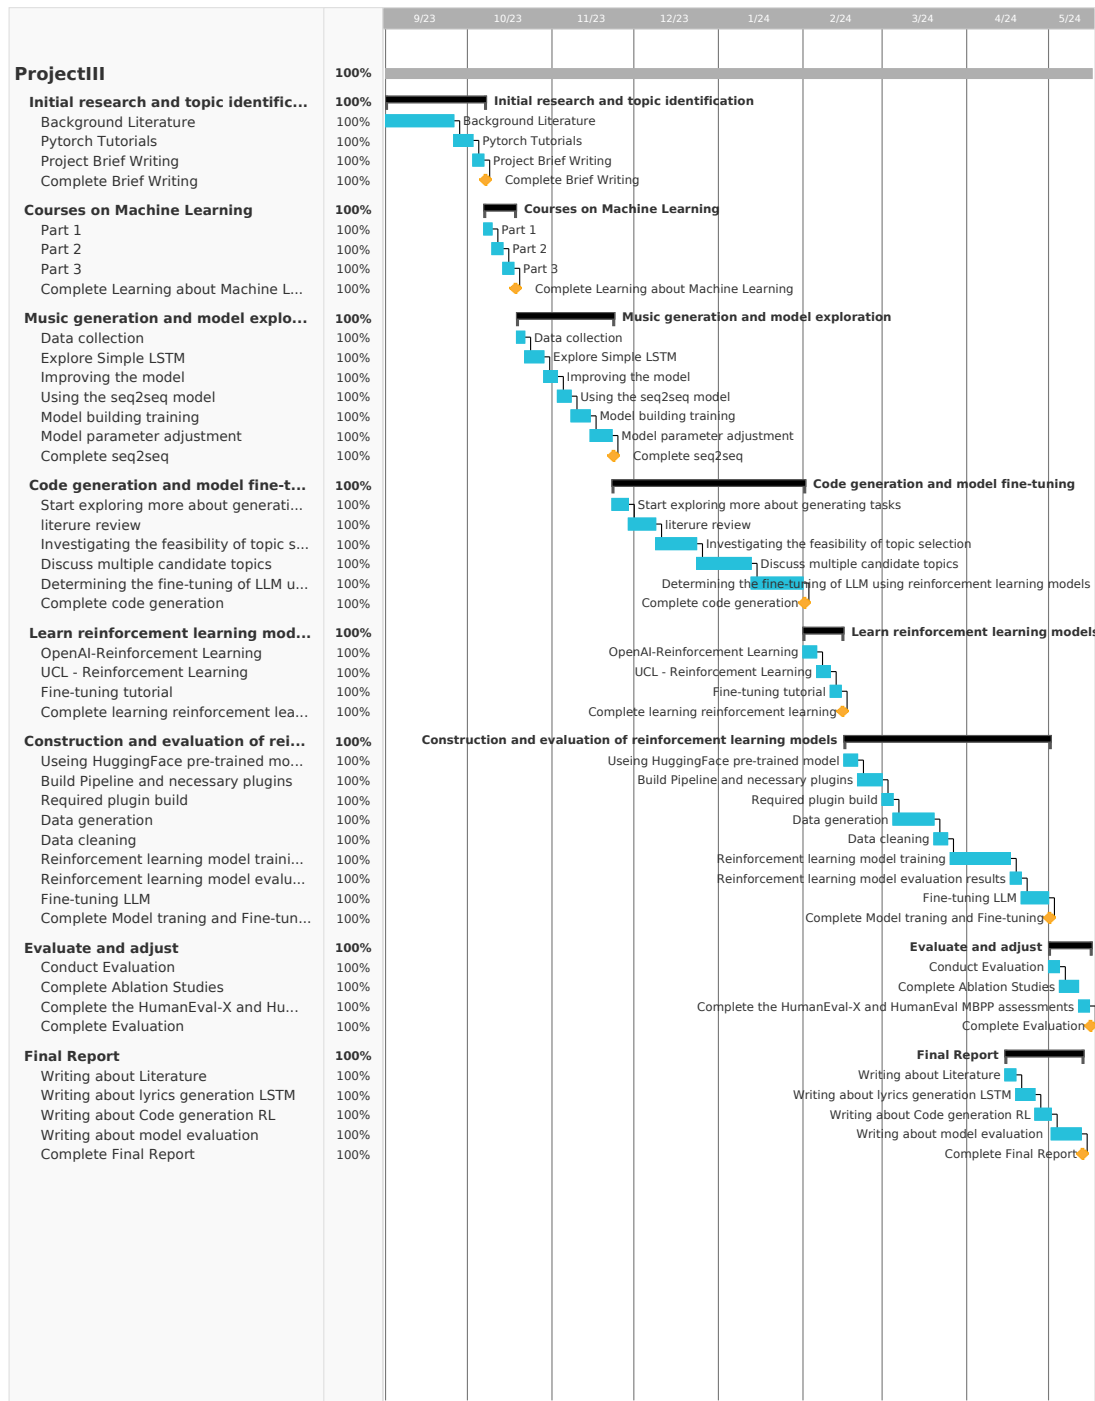 9/23 10/23 11/23 12/23 1/24 2/24 3/24 4/24 5/24
ProjectIII 100%
Initial research and topic identific... 100% Initial research and topic identification
Background Literature 100% Background Literature
Pytorch Tutorials 100% Pytorch Tutorials
Project Brief Writing 100% Project Brief Writing
Complete Brief Writing 100% Complete Brief Writing
Courses on Machine Learning 100% Courses on Machine Learning
Part 1 100% Part 1
Part 2 100% Part 2
Part 3 100% Part 3
Complete Learning about Machine L... 100% Complete Learning about Machine Learning
Music generation and model explo... 100% Music generation and model exploration
Data collection 100% Data collection
Explore Simple LSTM 100% Explore Simple LSTM
Improving the model 100% Improving the model
Using the seq2seq model 100% Using the seq2seq model
Model building training 100% Model building training
Model parameter adjustment 100% Model parameter adjustment
Complete seq2seq 100% Complete seq2seq
Code generation and model fine-t... 100% Code generation and model fine-tuning
Start exploring more about generati... 100% Start exploring more about generating tasks
literure review 100% literure review
Investigating the feasibility of topic s... 100% Investigating the feasibility of topic selection
Discuss multiple candidate topics 100% Discuss multiple candidate topics
Determining the fine-tuning of LLM u... 100% Determining the fine-tuning of LLM using reinforcement learning models
Complete code generation 100% Complete code generation
Learn reinforcement learning mod... 100% Learn reinforcement learning models
OpenAI-Reinforcement Learning 100% OpenAI-Reinforcement Learning
UCL - Reinforcement Learning 100% UCL - Reinforcement Learning
Fine-tuning tutorial 100% Fine-tuning tutorial
Complete learning reinforcement lea... 100% Complete learning reinforcement learning
Construction and evaluation of rei... 100% Construction and evaluation of reinforcement learning models
Useing HuggingFace pre-trained mo... 100% Useing HuggingFace pre-trained model
Build Pipeline and necessary plugins 100% Build Pipeline and necessary plugins
Required plugin build 100% Required plugin build
Data generation 100% Data generation
Data cleaning 100% Data cleaning
Reinforcement learning model traini... 100% Reinforcement learning model training
Reinforcement learning model evalu... 100% Reinforcement learning model evaluation results
Fine-tuning LLM 100% Fine-tuning LLM
Complete Model traning and Fine-tun... 100% Complete Model traning and Fine-tuning
Evaluate and adjust 100% Evaluate and adjust
Conduct Evaluation 100% Conduct Evaluation
Complete Ablation Studies 100% Complete Ablation Studies
Complete the HumanEval-X and Hu... 100% Complete the HumanEval-X and HumanEval MBPP assessments
Complete Evaluation 100% Complete Evaluation
Final Report 100% Final Report
Writing about Literature 100% Writing about Literature
Writing about lyrics generation LSTM 100% Writing about lyrics generation LSTM
Writing about Code generation RL 100% Writing about Code generation RL
Writing about model evaluation 100% Writing about model evaluation
Complete Final Report 100% Complete Final Report